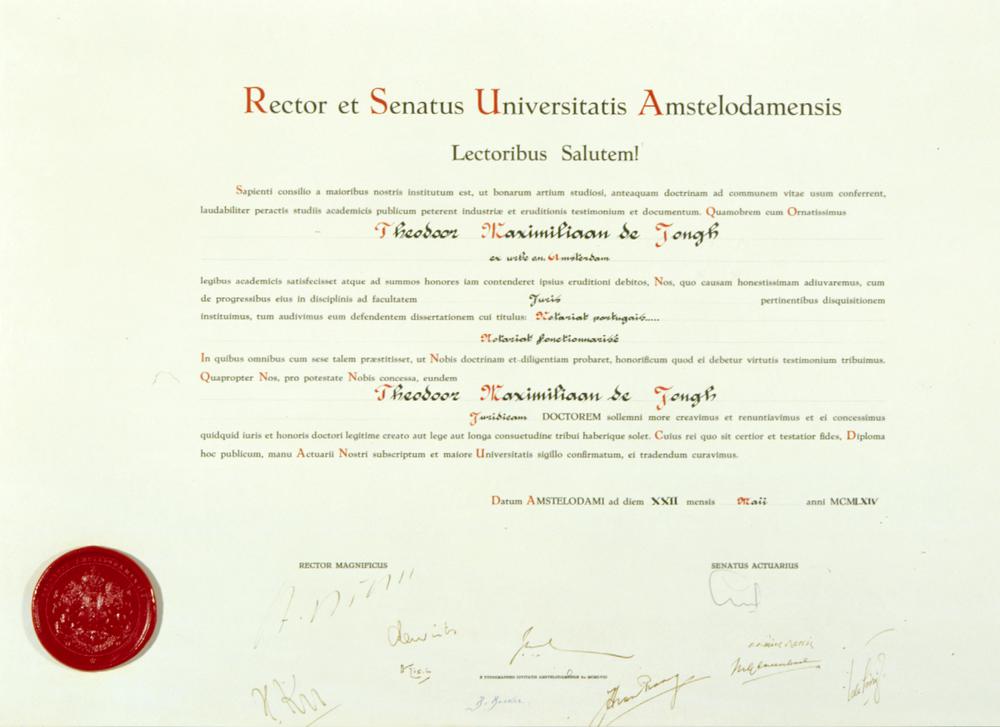 Rector et Senatus Universitatis Amstelodamensis
Lectoribus Salutem!
Sapienti consilio a maioribus nostris institutum est, ut bonarum artium studiosi, anteaquam doctrinam ad communem vitae usum conferrent,
laudabiliter peractis studiis academicis publicum peterent industriæ et eruditionis testimonium et documentum. Quamobrem cum Ornatissimus
Theodoor Maximiliaan de Jongh
ex urbe Amsterdam
legibus academicis satisfecisset atque ad summos honores iam contenderet ipsius eruditioni debitos, Nos, quo causam honestissimam adiuvaremus, cum
de progressibus eius in disciplinis ad facultatem Juris pertinentibus disquisitionem
instituimus, tum audivimus eum defendentem dissertationem cui titulus: Notariat portugais.....
Notariat fonctionnarisé
In quibus omnibus cum sese talem præstitisset, ut Nobis doctrinam et diligentiam probaret, honorificum quod ei debetur virtutis testimonium tribuimus.
Quapropter Nos, pro potestate Nobis concessa, eundem
Theodoor Maximiliaan de Jongh
Juridicam DOCTOREM sollemni more creavimus et renuntiavimus et ei concessimus
quidquid iuris et honoris doctori legitime creato aut lege aut longa consuetudine tribui haberique solet. Cuius rei quo sit certior et testatior fides, Diploma
hoc publicum, manu Actuarii Nostri subscriptum et maiore Universitatis sigillo confirmatum, ei tradendum curavimus.
Datum AMSTELODAMI ad diem XXII mensis Maii anni MCMLXIV
RECTOR MAGNIFICUS SENATUS ACTUARIUS